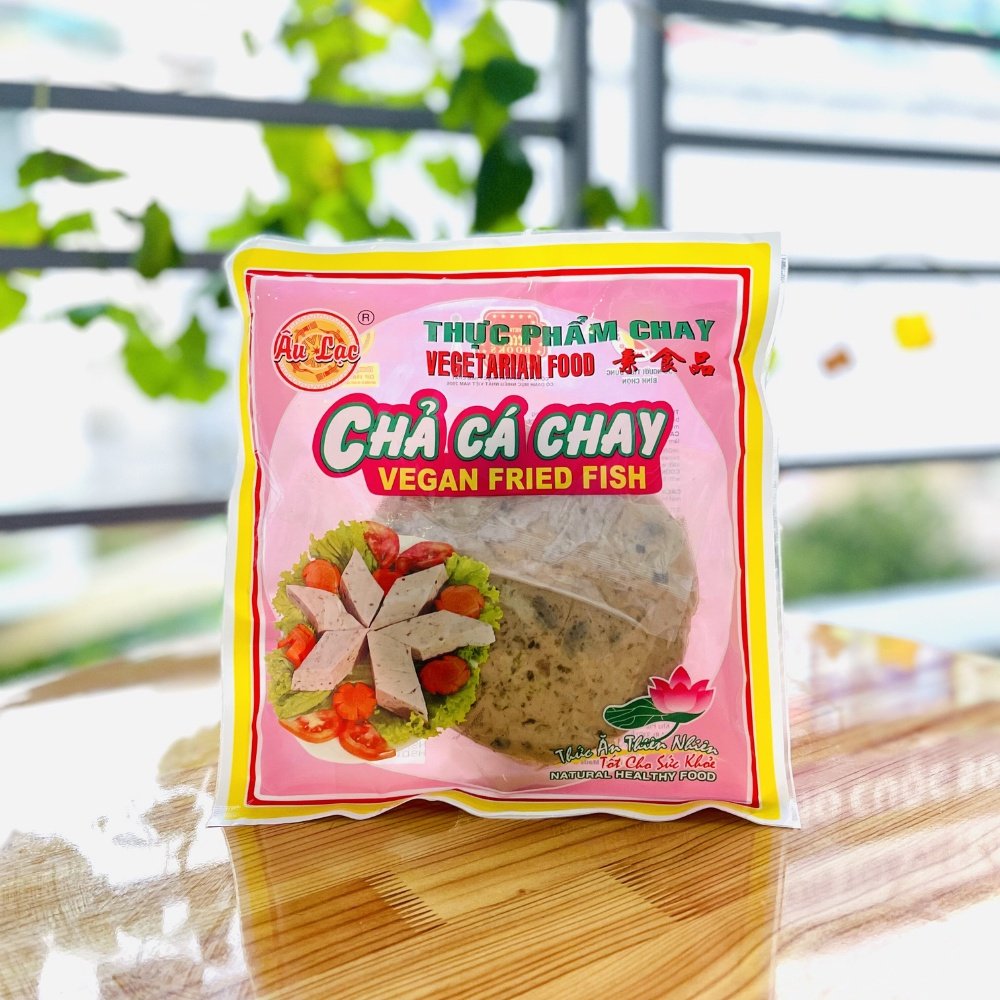 Âu Lạc ®
THỰC PHẨM CHAY
VEGETARIAN FOOD 素食品
CHẢ CÁ CHAY
VEGAN FRIED FISH
Thức Ăn Thiên Nhiên
Tốt Cho Sức Khỏe
NATURAL HEALTHY FOOD